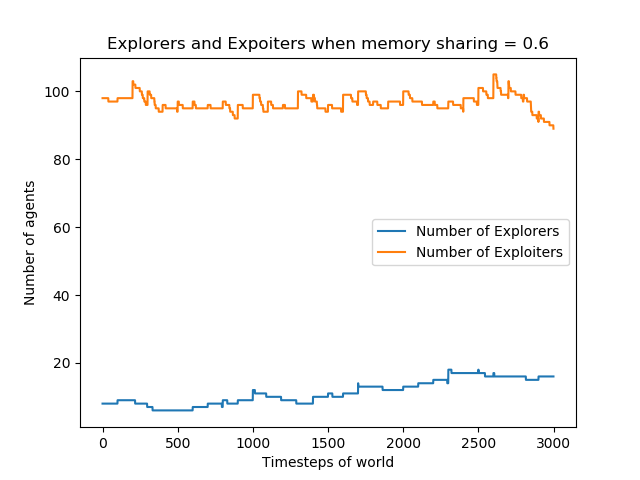 Explorers and Expoiters when memory sharing = 0.6
Number of agents
100
80
60
40
20
Number of Explorers
Number of Exploiters
0 500 1000 1500 2000 2500 3000
Timesteps of world